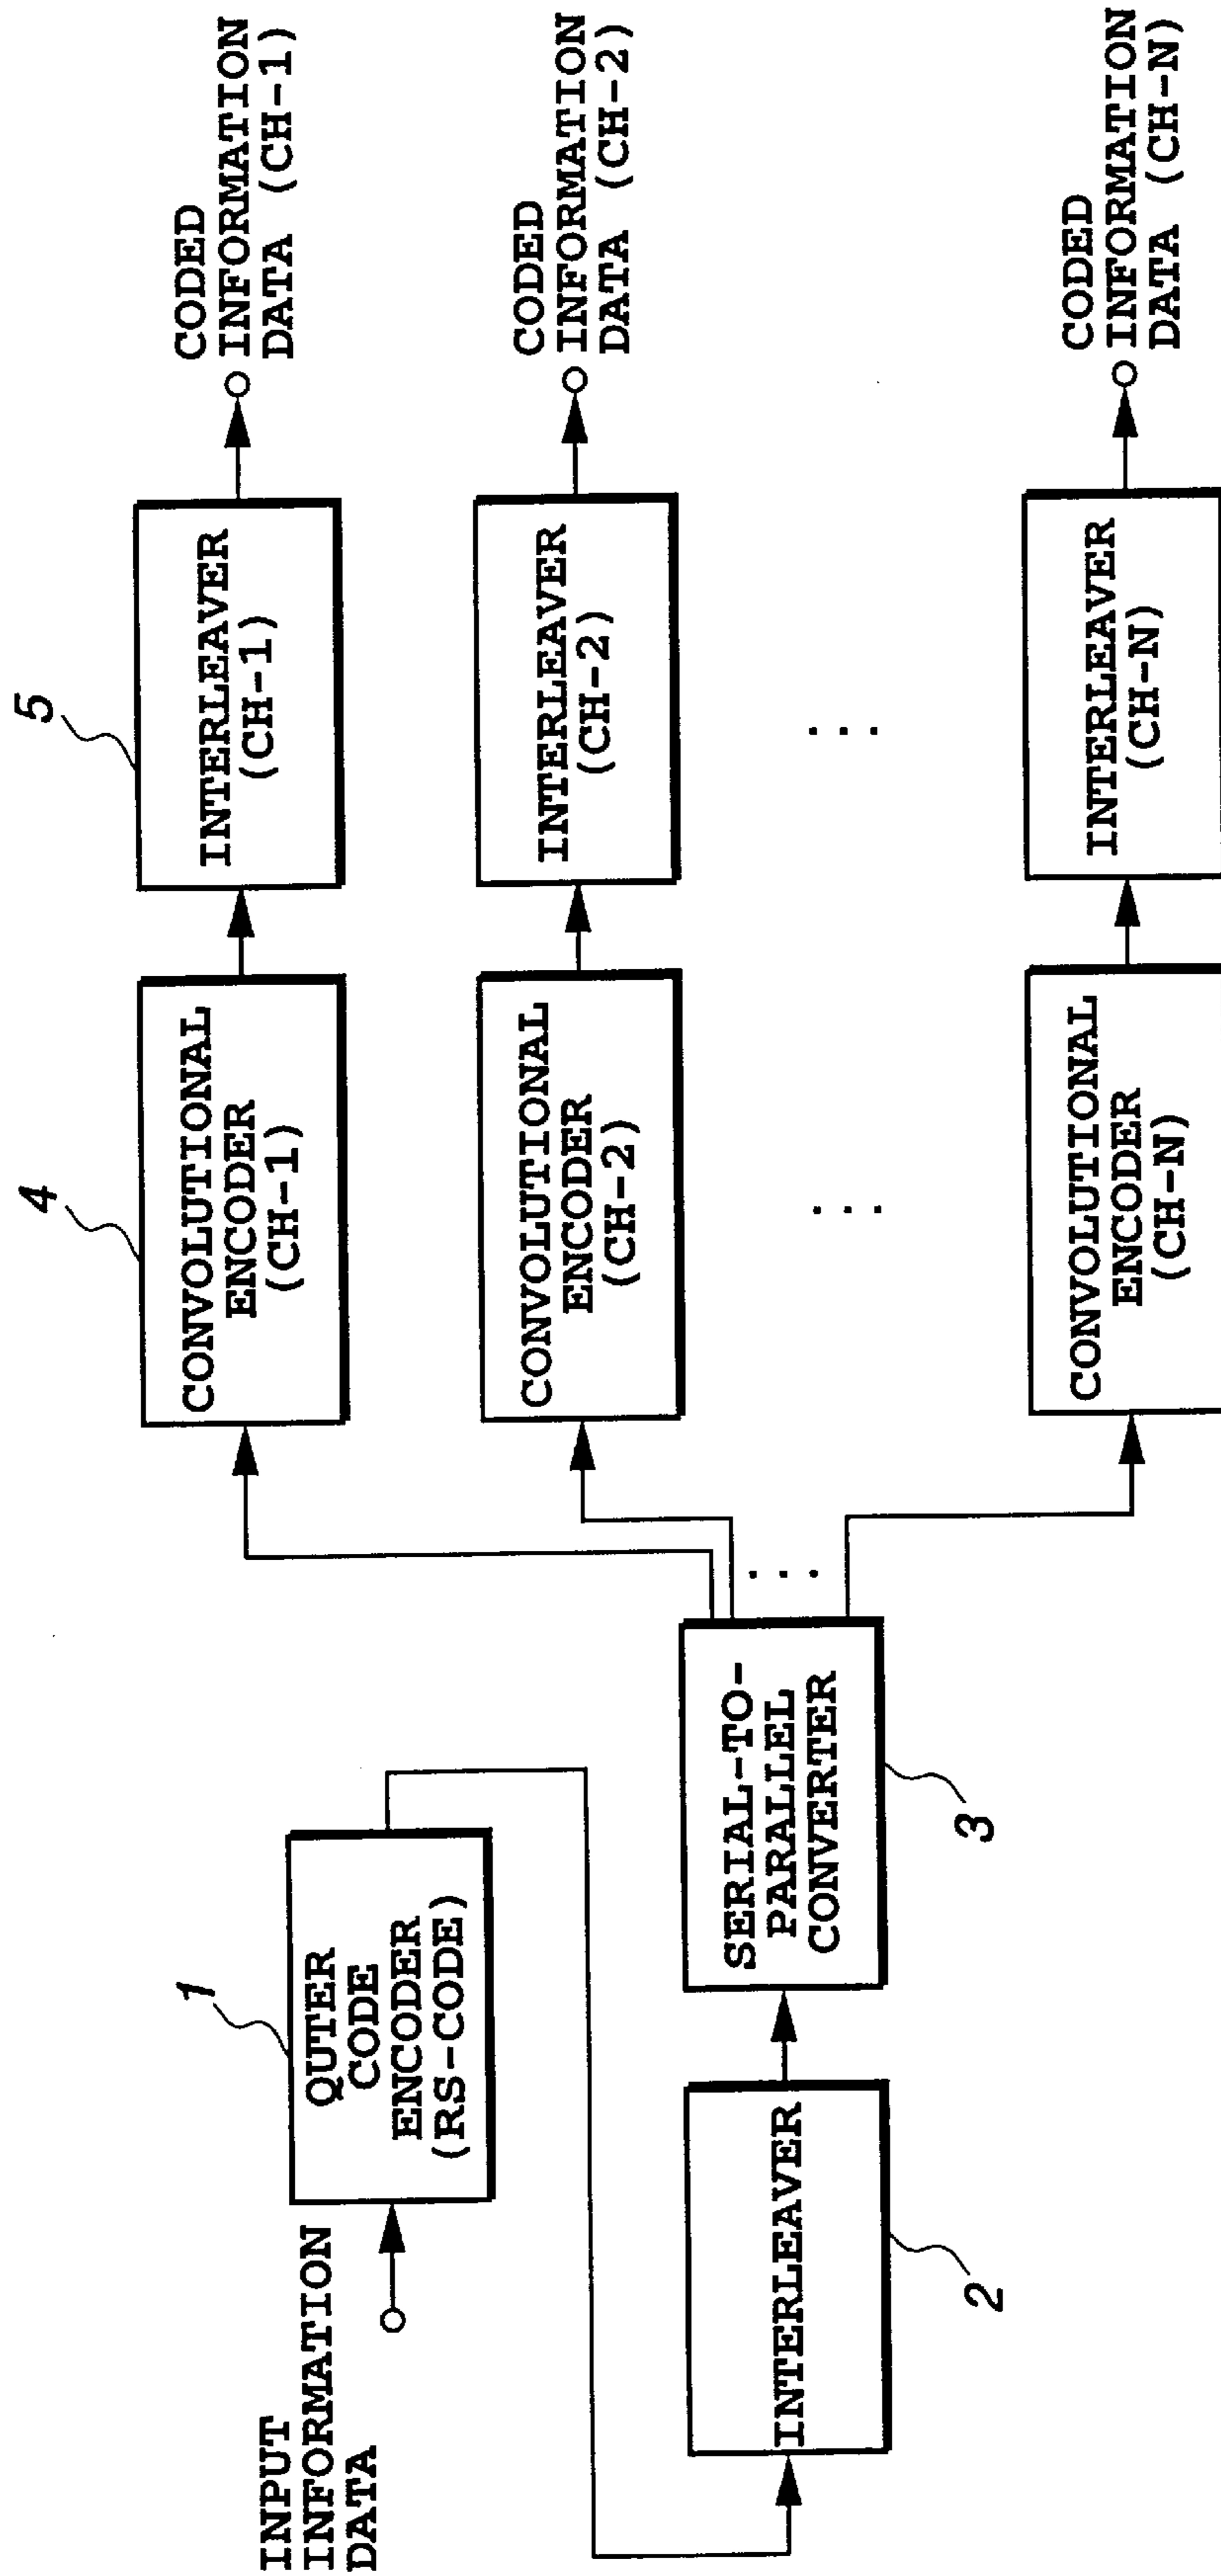 INPUT
INFORMATION
DATA
1
QUTER
CODE
ENCODER
(RS-CODE)
INTERLEAVER
2
SERIAL-TO-
PARALLEL
CONVERTER
3
...
4
CONVOLUTIONAL
ENCODER
(CH-1)
5
INTERLEAVER
(CH-1)
CODED
INFORMATION
DATA (CH-1)
CONVOLUTIONAL
ENCODER
(CH-2)
INTERLEAVER
(CH-2)
CODED
INFORMATION
DATA (CH-2)
...
...
CONVOLUTIONAL
ENCODER
(CH-N)
INTERLEAVER
(CH-N)
CODED
INFORMATION
DATA (CH-N)